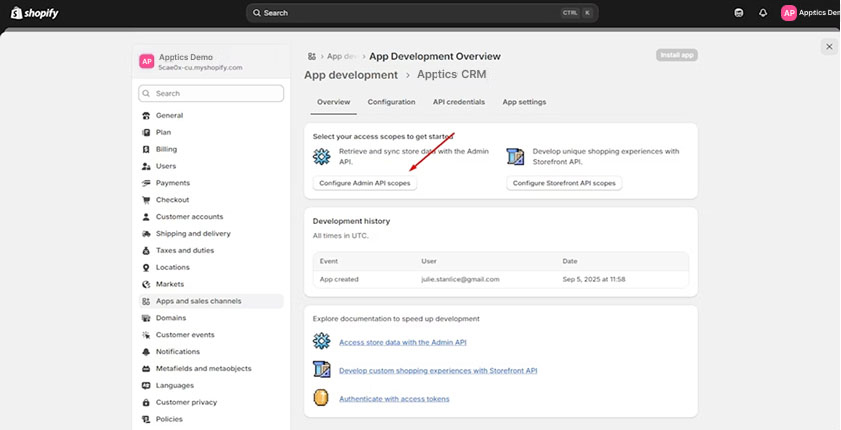 shopify
Search
CTRL K
AP Apptics Dem
AP Apptics Demo
5cae0x-cu.myshopify.com
App de App Development Overview
Install app
App development > Apptics CRM
Search
General
Plan
Billing
Users
Payments
Checkout
Customer accounts
Shipping and delivery
Taxes and duties
Locations
Markets
Apps and sales channels
Domains
Customer events
Notifications
Metafields and metaobjects
Languages
Customer privacy
Policies
Overview Configuration API credentials App settings
Select your access scopes to get started
Retrieve and sync store data with the Admin
API.
Configure Admin API scopes
Develop unique shopping experiences with
Storefront API.
Configure Storefront API scopes
Development history
All times in UTC.
Event User Date
App created julie.stanlice@gmail.com Sep 5, 2025 at 11:58
Explore documentation to speed up development
Access store data with the Admin API
Develop custom shopping experiences with Storefront API
Authenticate with access tokens